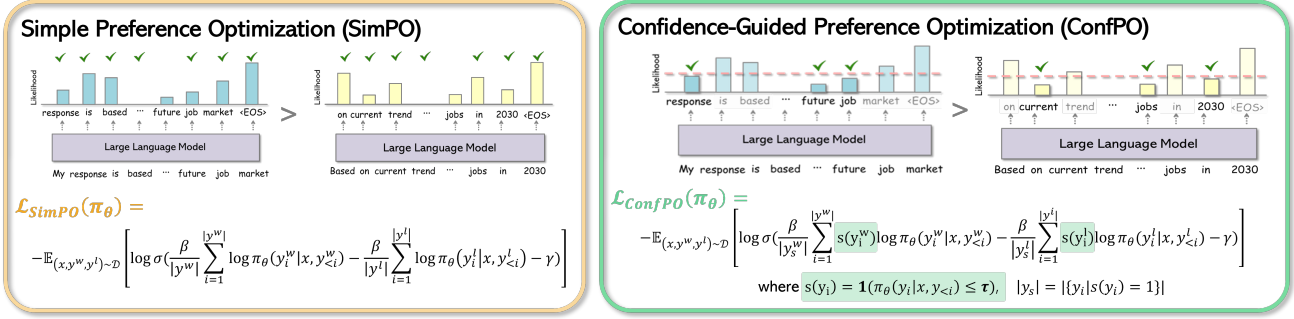 Simple Preference Optimization (SimPO)
Likelihood
response is based ... future job market <EOS>
Large Language Model
My response is based ... future job market
>
Likelihood
on current trend ... jobs in 2030 <EOS>
Large Language Model
Based on current trend ... jobs in 2030
ℒ_SimPO(π_θ) =
−𝔼_(x,y^w,y^l)~𝒟 [log σ(β/|y^w| ∑_{i=1}^{|y^w|} log π_θ(y_i^w|x, y_{<i}^w) − β/|y^l| ∑_{i=1}^{|y^l|} log π_θ(y_i^l|x, y_{<i}^l) − γ)]
Confidence-Guided Preference Optimization (ConfPO)
Likelihood
response is based ... future job market <EOS>
Large Language Model
My response is based ... future job market
>
Likelihood
on current trend ... jobs in 2030 <EOS>
Large Language Model
Based on current trend ... jobs in 2030
ℒ_ConfPO(π_θ) =
−𝔼_(x,y^w,y^l)~𝒟 [log σ(β/|y_s^w| ∑_{i=1}^{|y^w|} s(y_i^w) log π_θ(y_i^w|x, y_{<i}^w) − β/|y_s^l| ∑_{i=1}^{|y^i|} s(y_i^l) log π_θ(y_i^l|x, y_{<i}^l) − γ)]
where s(y_i) = 𝟏(π_θ(y_i|x, y_{<i}) ≤ τ), |y_s| = |{y_i|s(y_i) = 1}|